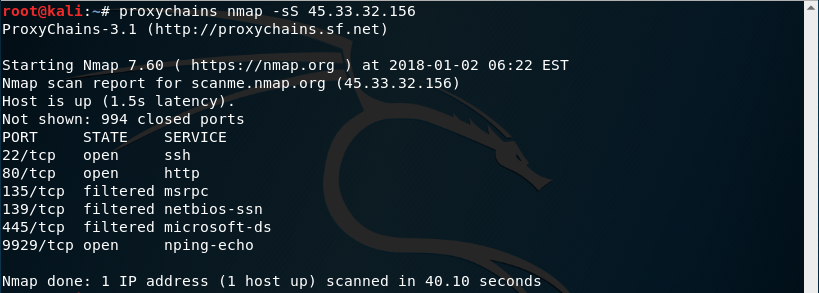 root@kali:~# proxychains nmap -sS 45.33.32.156
ProxyChains-3.1 (http://proxychains.sf.net)
Starting Nmap 7.60 ( https://nmap.org ) at 2018-01-02 06:22 EST
Nmap scan report for scanme.nmap.org (45.33.32.156)
Host is up (1.5s latency).
Not shown: 994 closed ports
PORT     STATE    SERVICE
22/tcp   open     ssh
80/tcp   open     http
135/tcp  filtered msrpc
139/tcp  filtered netbios-ssn
445/tcp  filtered microsoft-ds
9929/tcp open     nping-echo
Nmap done: 1 IP address (1 host up) scanned in 40.10 seconds